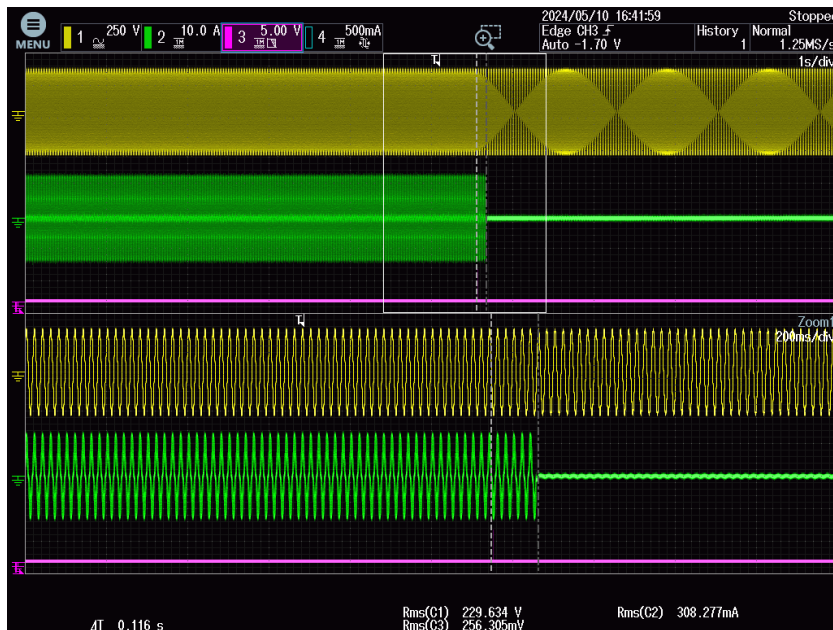 2024/05/10 16:41:59 Stopped
MENU 1 250 V 2 10.0 A 3 5.00 V 4 500mA
Edge CH3
Auto -1.70 V
History
1
Normal
1.25MS/s
1s/div
T
T
Zoom1
200ms/div
Rms(C1) 229.634 V Rms(C2) 308.277mA
ΔT 0.116 s Rms(C3) 256.305mV